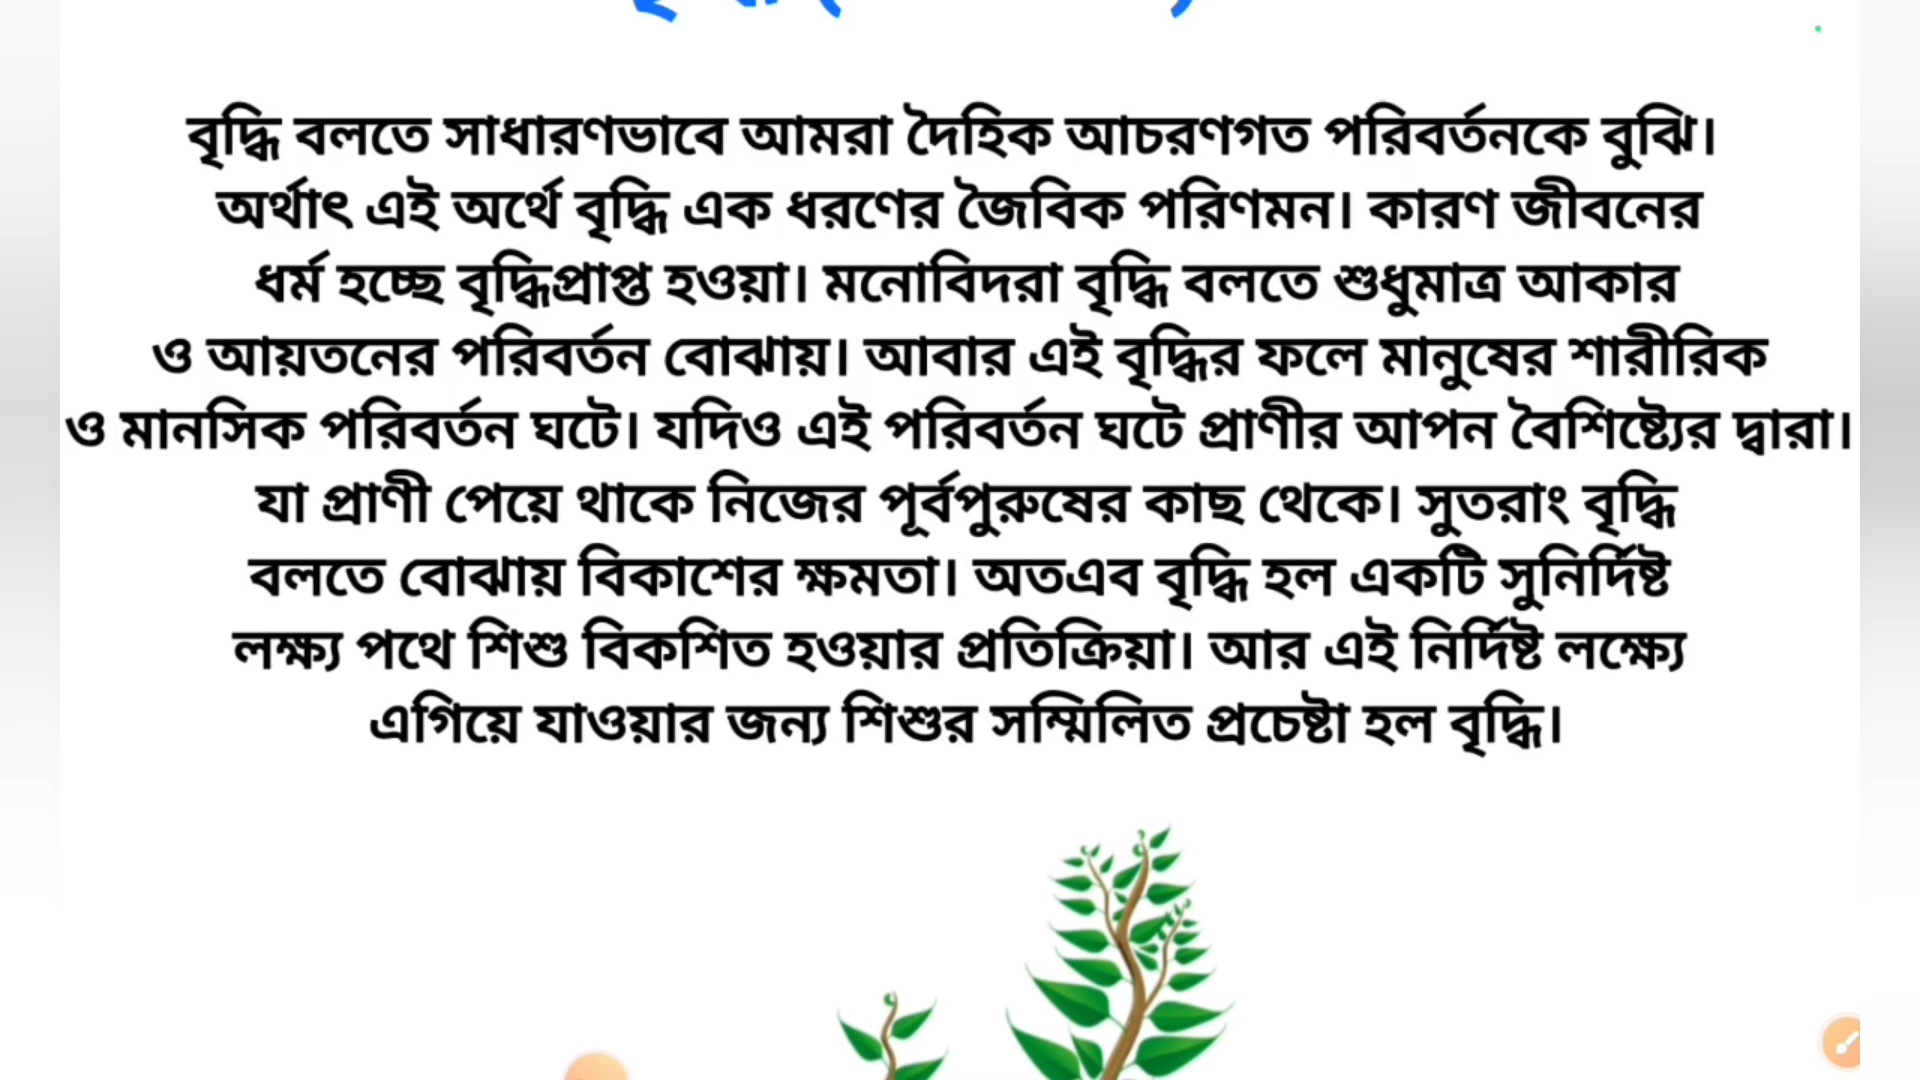 বৃদ্ধি বলতে সাধারণভাবে আমরা দৈহিক আচরণগত পরিবর্তনকে বুঝি।
অর্থাৎ এই অর্থে বৃদ্ধি এক ধরণের জৈবিক পরিণমন। কারণ জীবনের
ধর্ম হচ্ছে বৃদ্ধিপ্রাপ্ত হওয়া। মনোবিদরা বৃদ্ধি বলতে শুধুমাত্র আকার
ও আয়তনের পরিবর্তন বোঝায়। আবার এই বৃদ্ধির ফলে মানুষের শারীরিক
ও মানসিক পরিবর্তন ঘটে। যদিও এই পরিবর্তন ঘটে প্রাণীর আপন বৈশিষ্ট্যের দ্বারা।
যা প্রাণী পেয়ে থাকে নিজের পূর্বপুরুষের কাছ থেকে। সুতরাং বৃদ্ধি
বলতে বোঝায় বিকাশের ক্ষমতা। অতএব বৃদ্ধি হল একটি সুনির্দিষ্ট
লক্ষ্য পথে শিশু বিকশিত হওয়ার প্রতিক্রিয়া। আর এই নির্দিষ্ট লক্ষ্যে
এগিয়ে যাওয়ার জন্য শিশুর সম্মিলিত প্রচেষ্টা হল বৃদ্ধি।